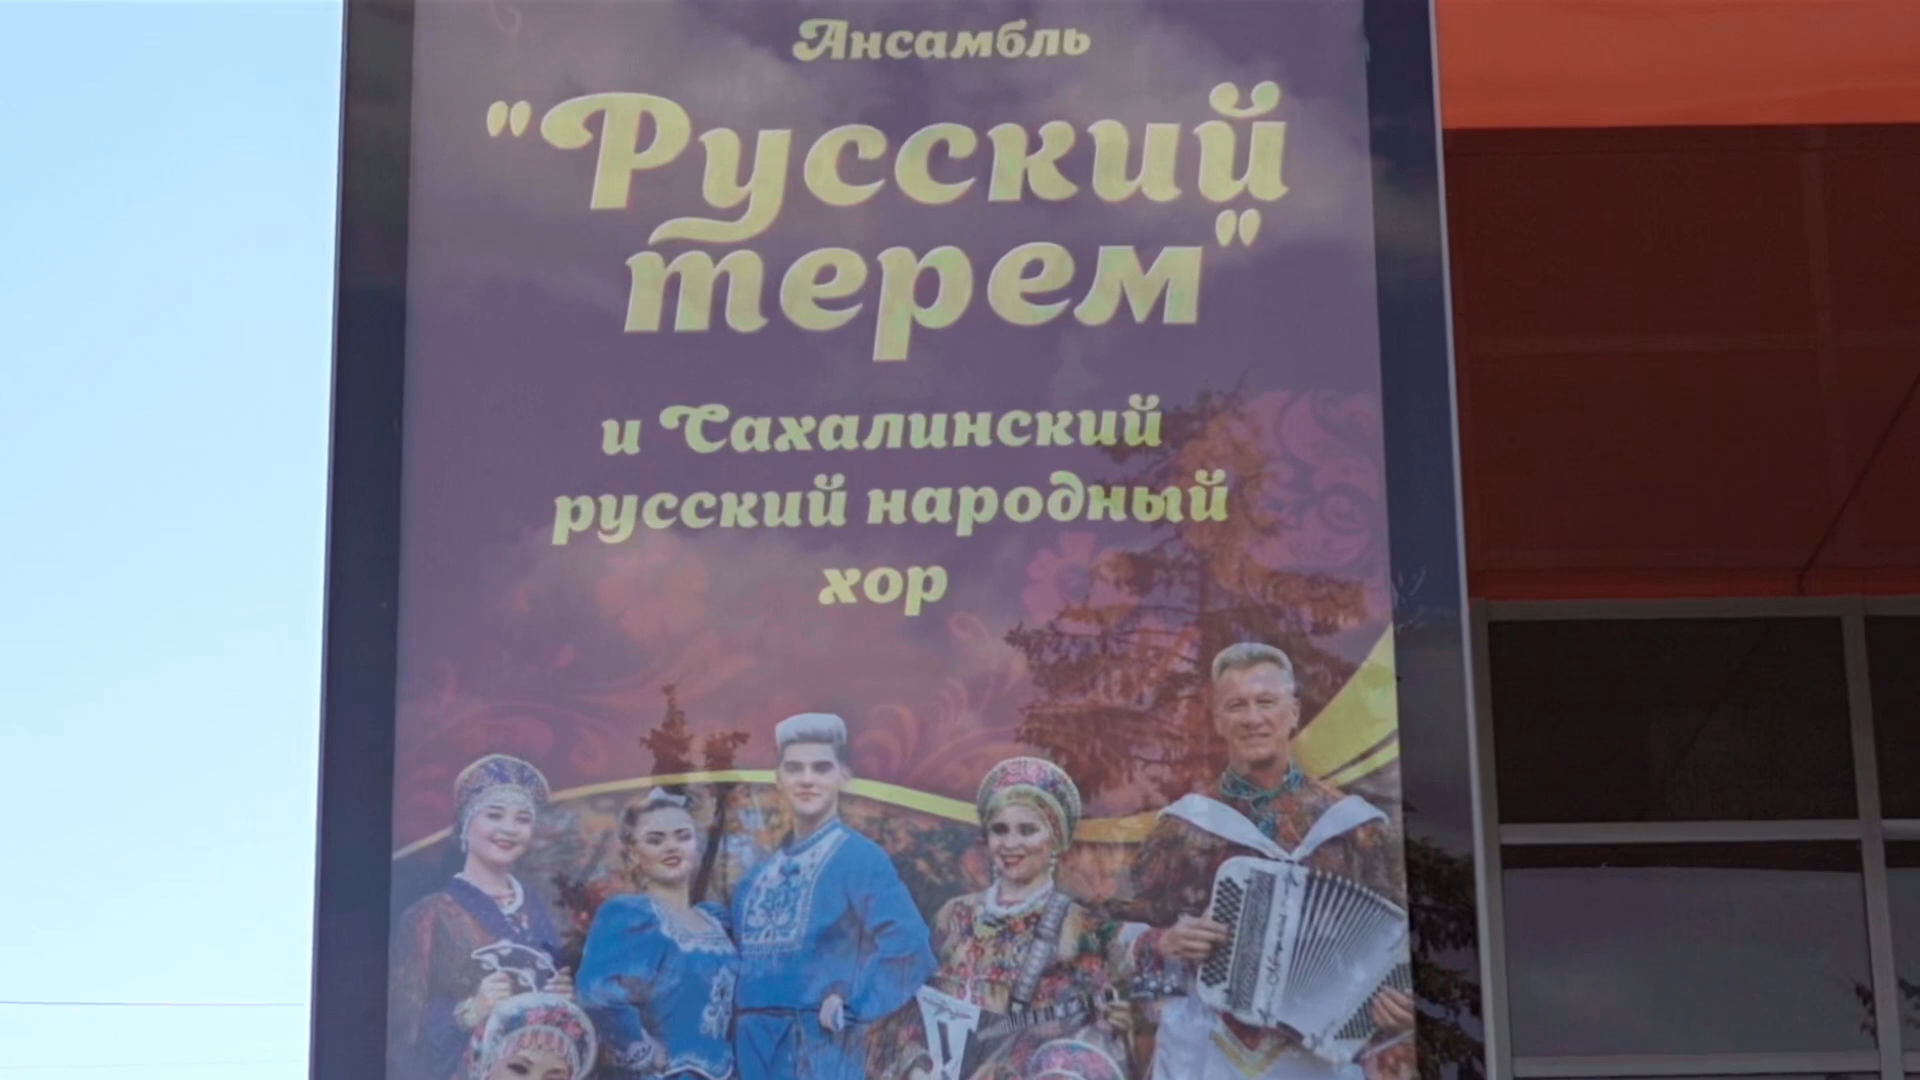 Ансамбль
"Русский
терем"
и Сахалинский
русский народный
хор